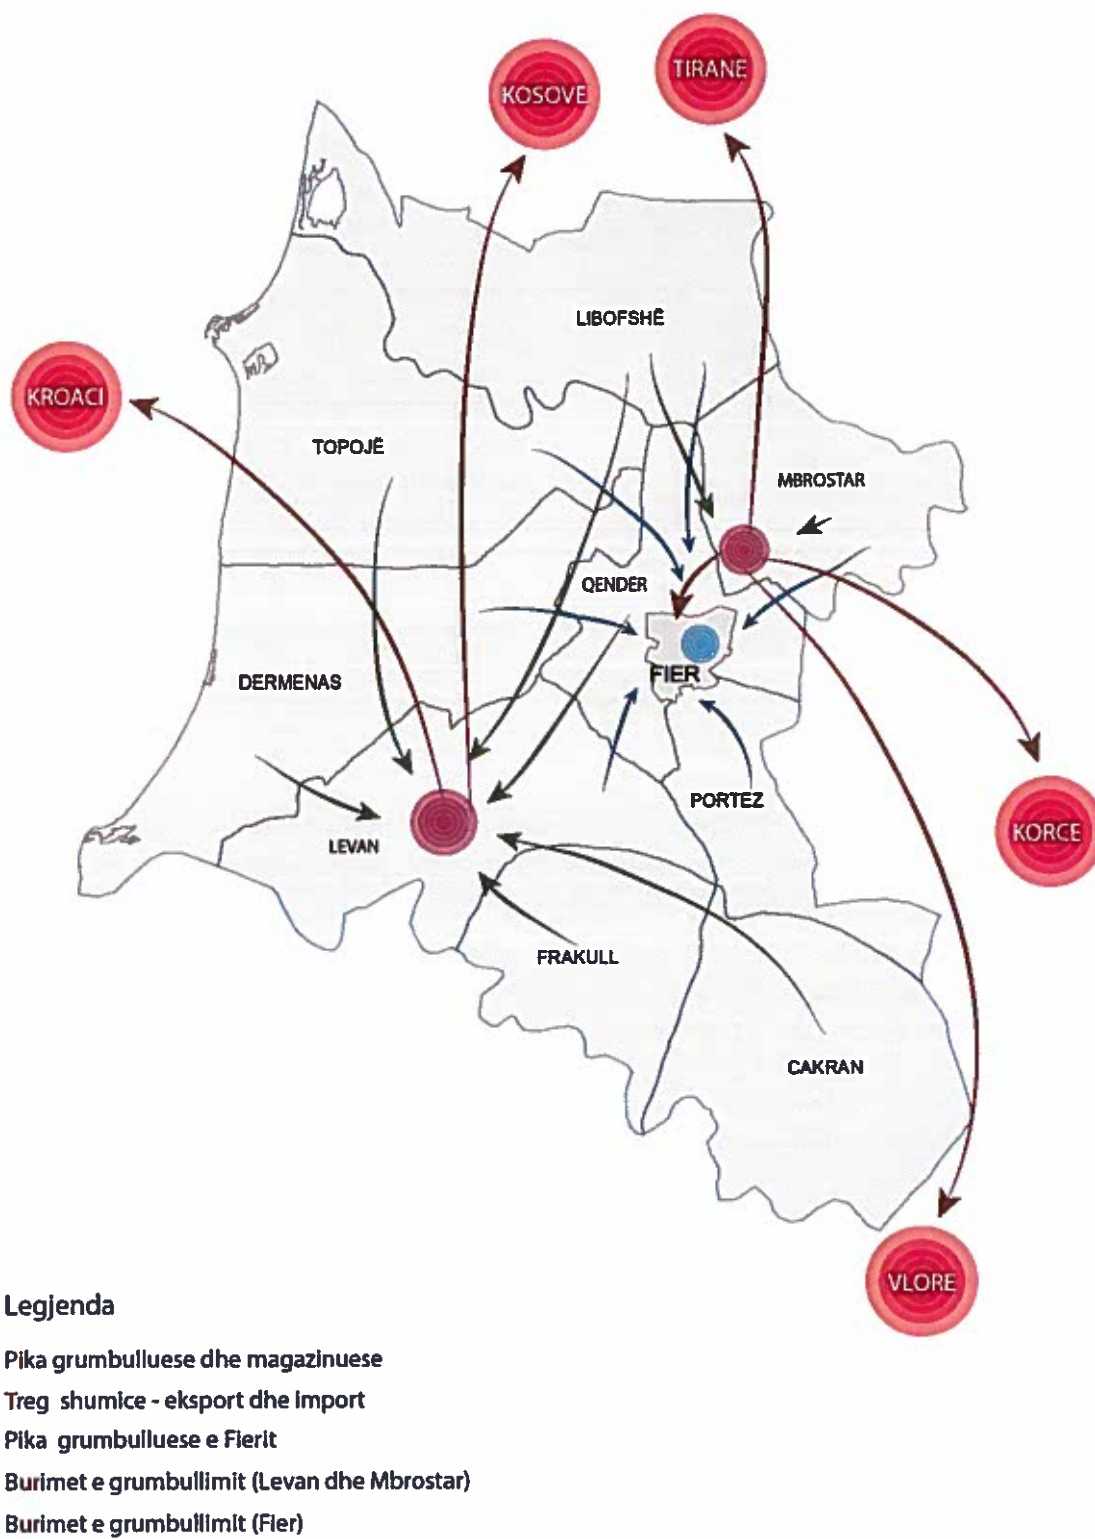 KOSOVE
TIRANE
KROACI
LIBOFSHË
TOPOJË
MBROSTAR
QENDER
FIER
DERMENAS
PORTEZ
KORCE
LEVAN
FRAKULL
CAKRAN
VLORE
Legjenda
Pika grumbulluese dhe magazinuese
Treg shumice - eksport dhe import
Pika grumbulluese e Fierit
Burimet e grumbullimit (Levan dhe Mbrostar)
Burimet e grumbullimit (Fier)